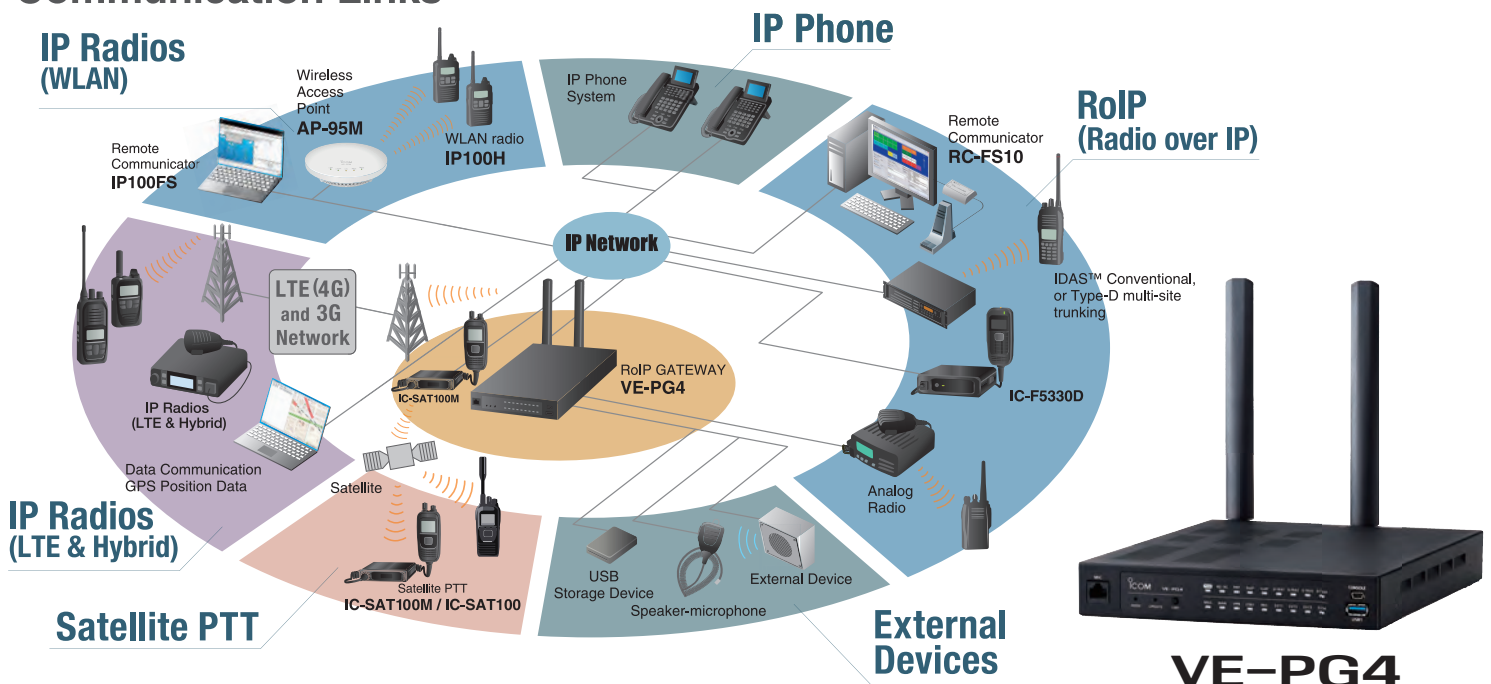 Communication Links
IP Radios
(WLAN)
Wireless
Access
Point
AP-95M
Remote
Communicator
IP100FS
WLAN radio
IP100H
IP Phone
IP Phone
System
RoIP
(Radio over IP)
Remote
Communicator
RC-FS10
IDAS™ Conventional,
or Type-D multi-site
trunking
IC-F5330D
Analog
Radio
IP Network
LTE (4G)
and 3G
Network
RoIP GATEWAY
VE-PG4
IC-SAT100M
IP Radios
(LTE & Hybrid)
Data Communication
GPS Position Data
IP Radios
(LTE & Hybrid)
Satellite
Satellite PTT
IC-SAT100M / IC-SAT100
Satellite PTT
USB
Storage Device
Speaker-microphone
External Device
External
Devices
ICOM VE-PG4
CONSOLE
VE-PG4